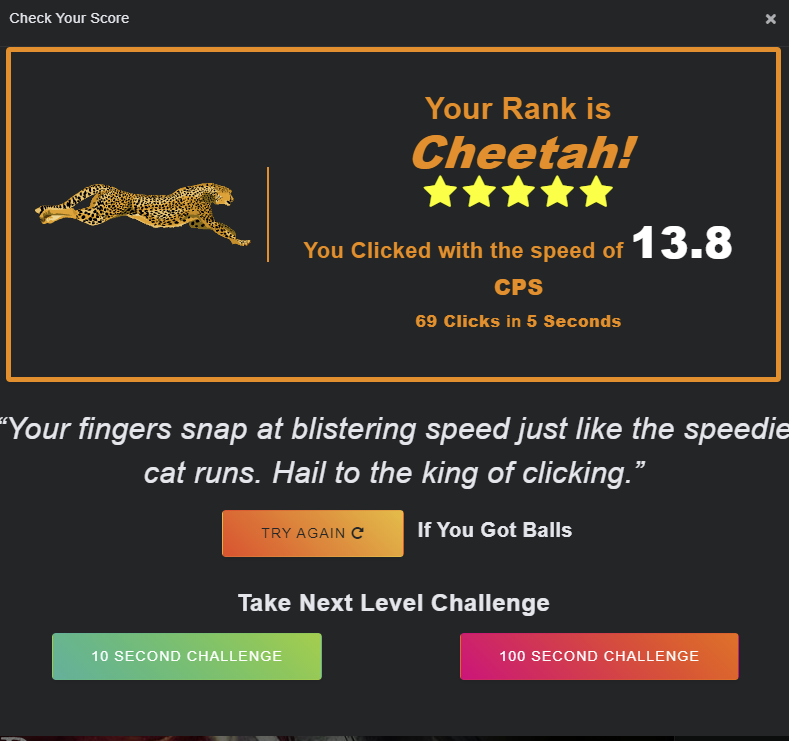 Check Your Score
×
Your Rank is
Cheetah!
You Clicked with the speed of 13.8
CPS
69 Clicks in 5 Seconds
“Your fingers snap at blistering speed just like the speedie
cat runs. Hail to the king of clicking.”
TRY AGAIN If You Got Balls
Take Next Level Challenge
10 SECOND CHALLENGE 100 SECOND CHALLENGE